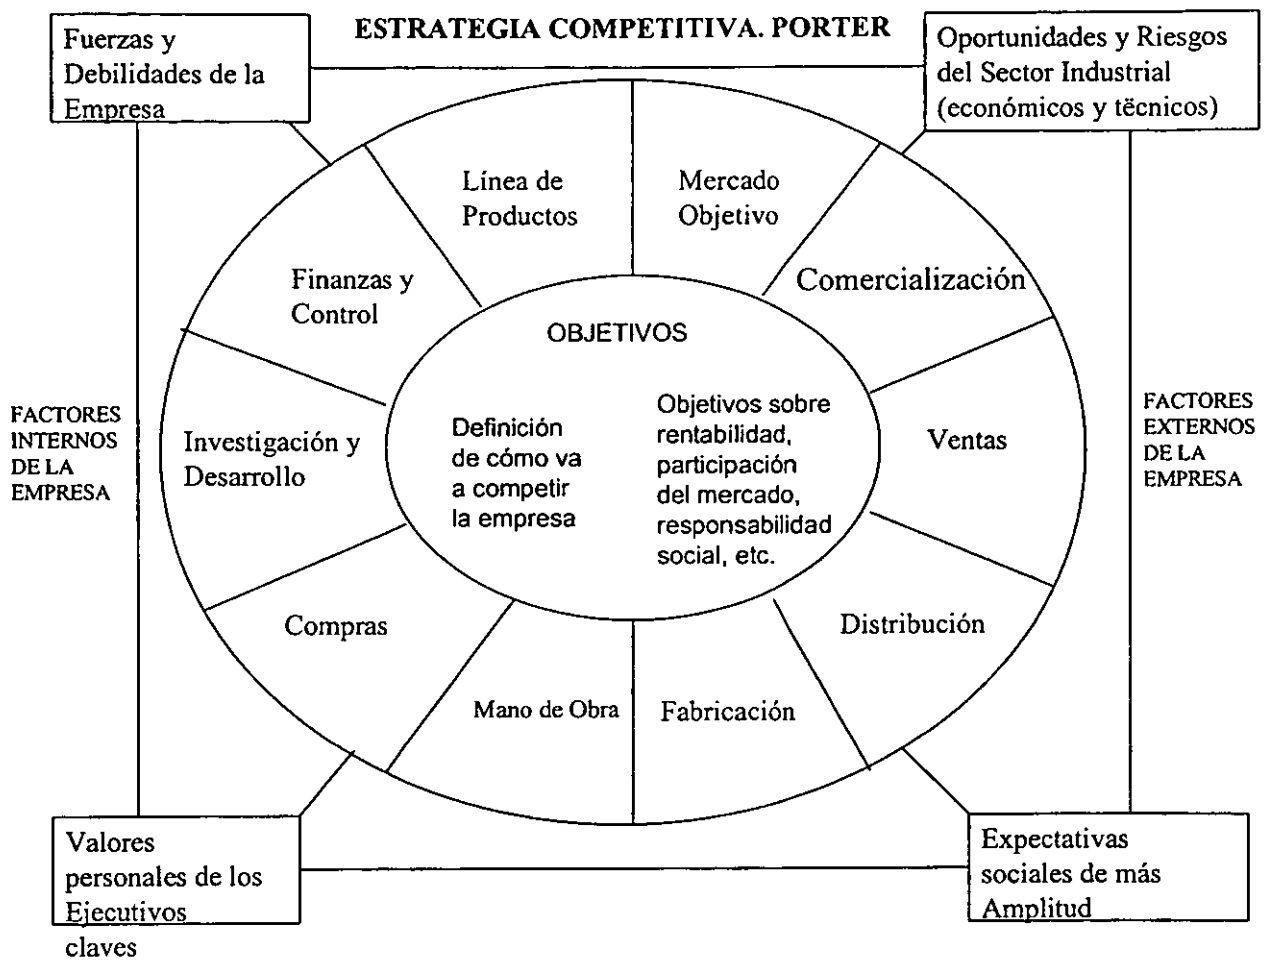 ESTRATEGIA COMPETITIVA. PORTER
Fuerzas y
Debilidades de la
Empresa
Oportunidades y Riesgos
del Sector Industrial
(económicos y tëcnicos)
Línea de
Productos
Mercado
Objetivo
Finanzas y
Control
Comercialización
OBJETIVOS
FACTORES
INTERNOS
DE LA
EMPRESA
Investigación y
Desarrollo
Definición
de cómo va
a competir
la empresa
Objetivos sobre
rentabilidad,
participación
del mercado,
responsabilidad
social, etc.
Ventas
FACTORES
EXTERNOS
DE LA
EMPRESA
Compras
Distribución
Mano de Obra
Fabricación
Valores
personales de los
Ejecutivos
claves
Expectativas
sociales de más
Amplitud